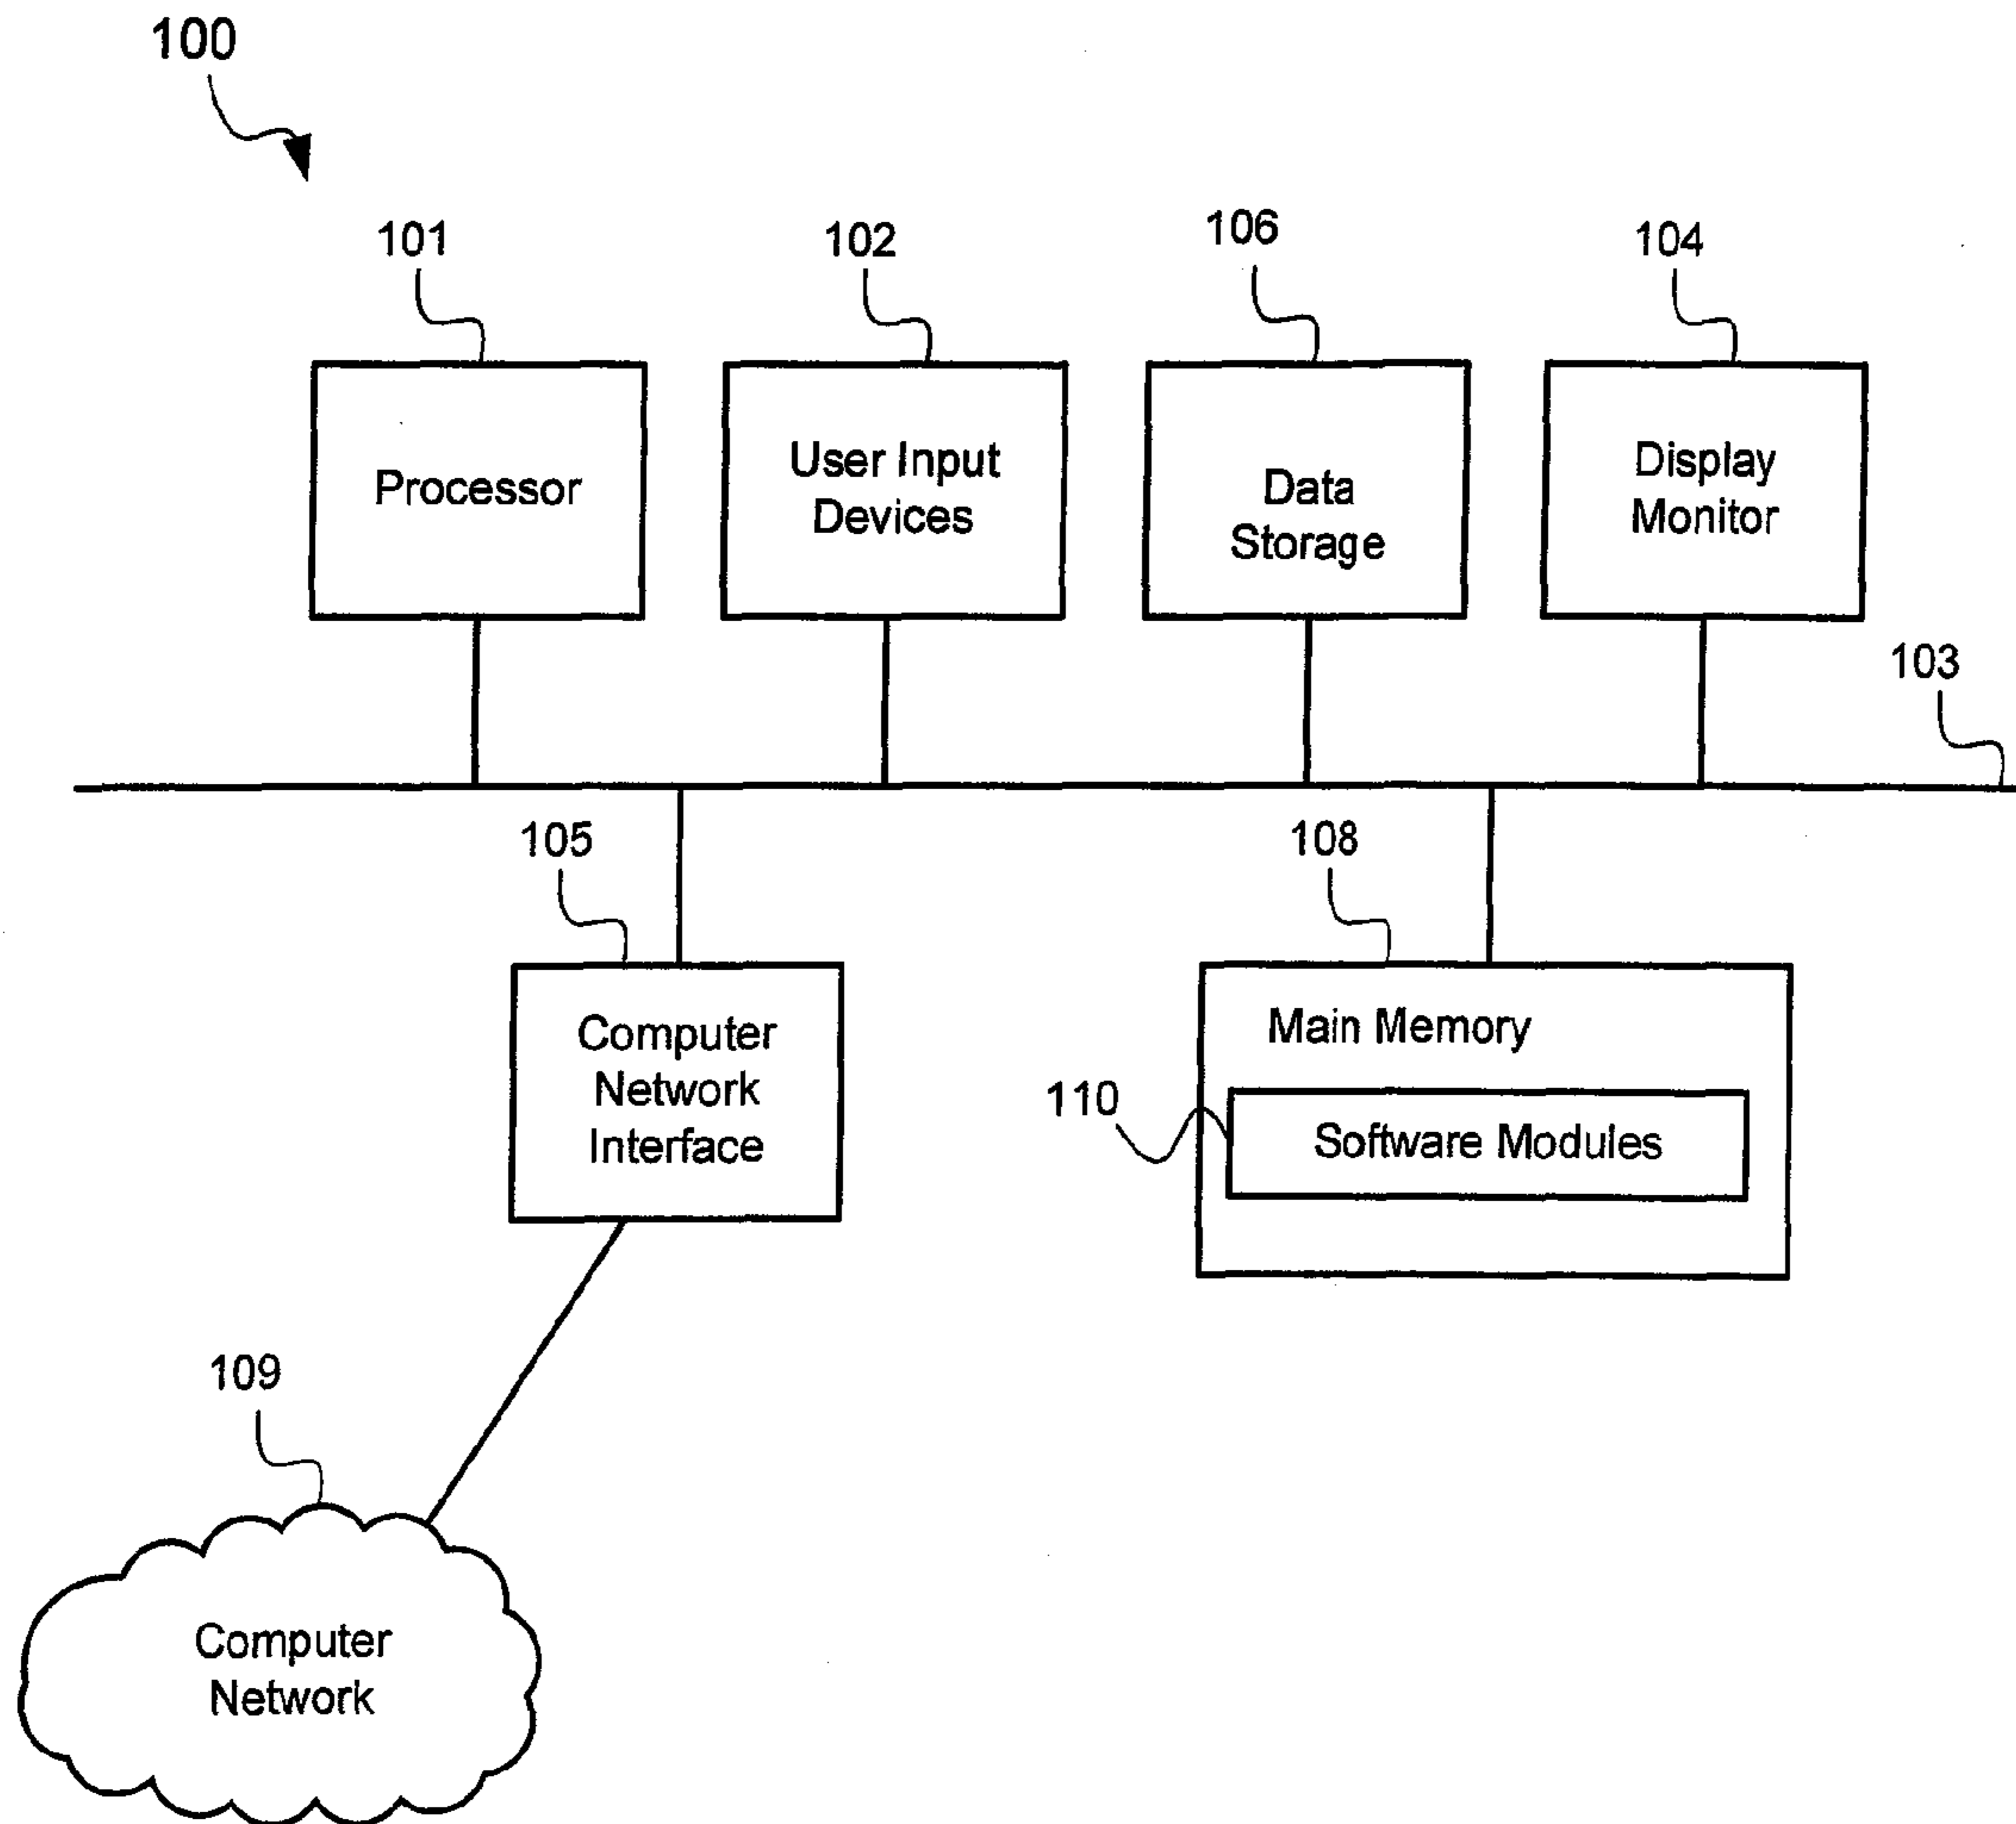 100
101
102
106
104
Processor
User Input
Devices
Data
Storage
Display
Monitor
103
105
108
Computer
Network
Interface
Main Memory
110
Software Modules
109
Computer
Network